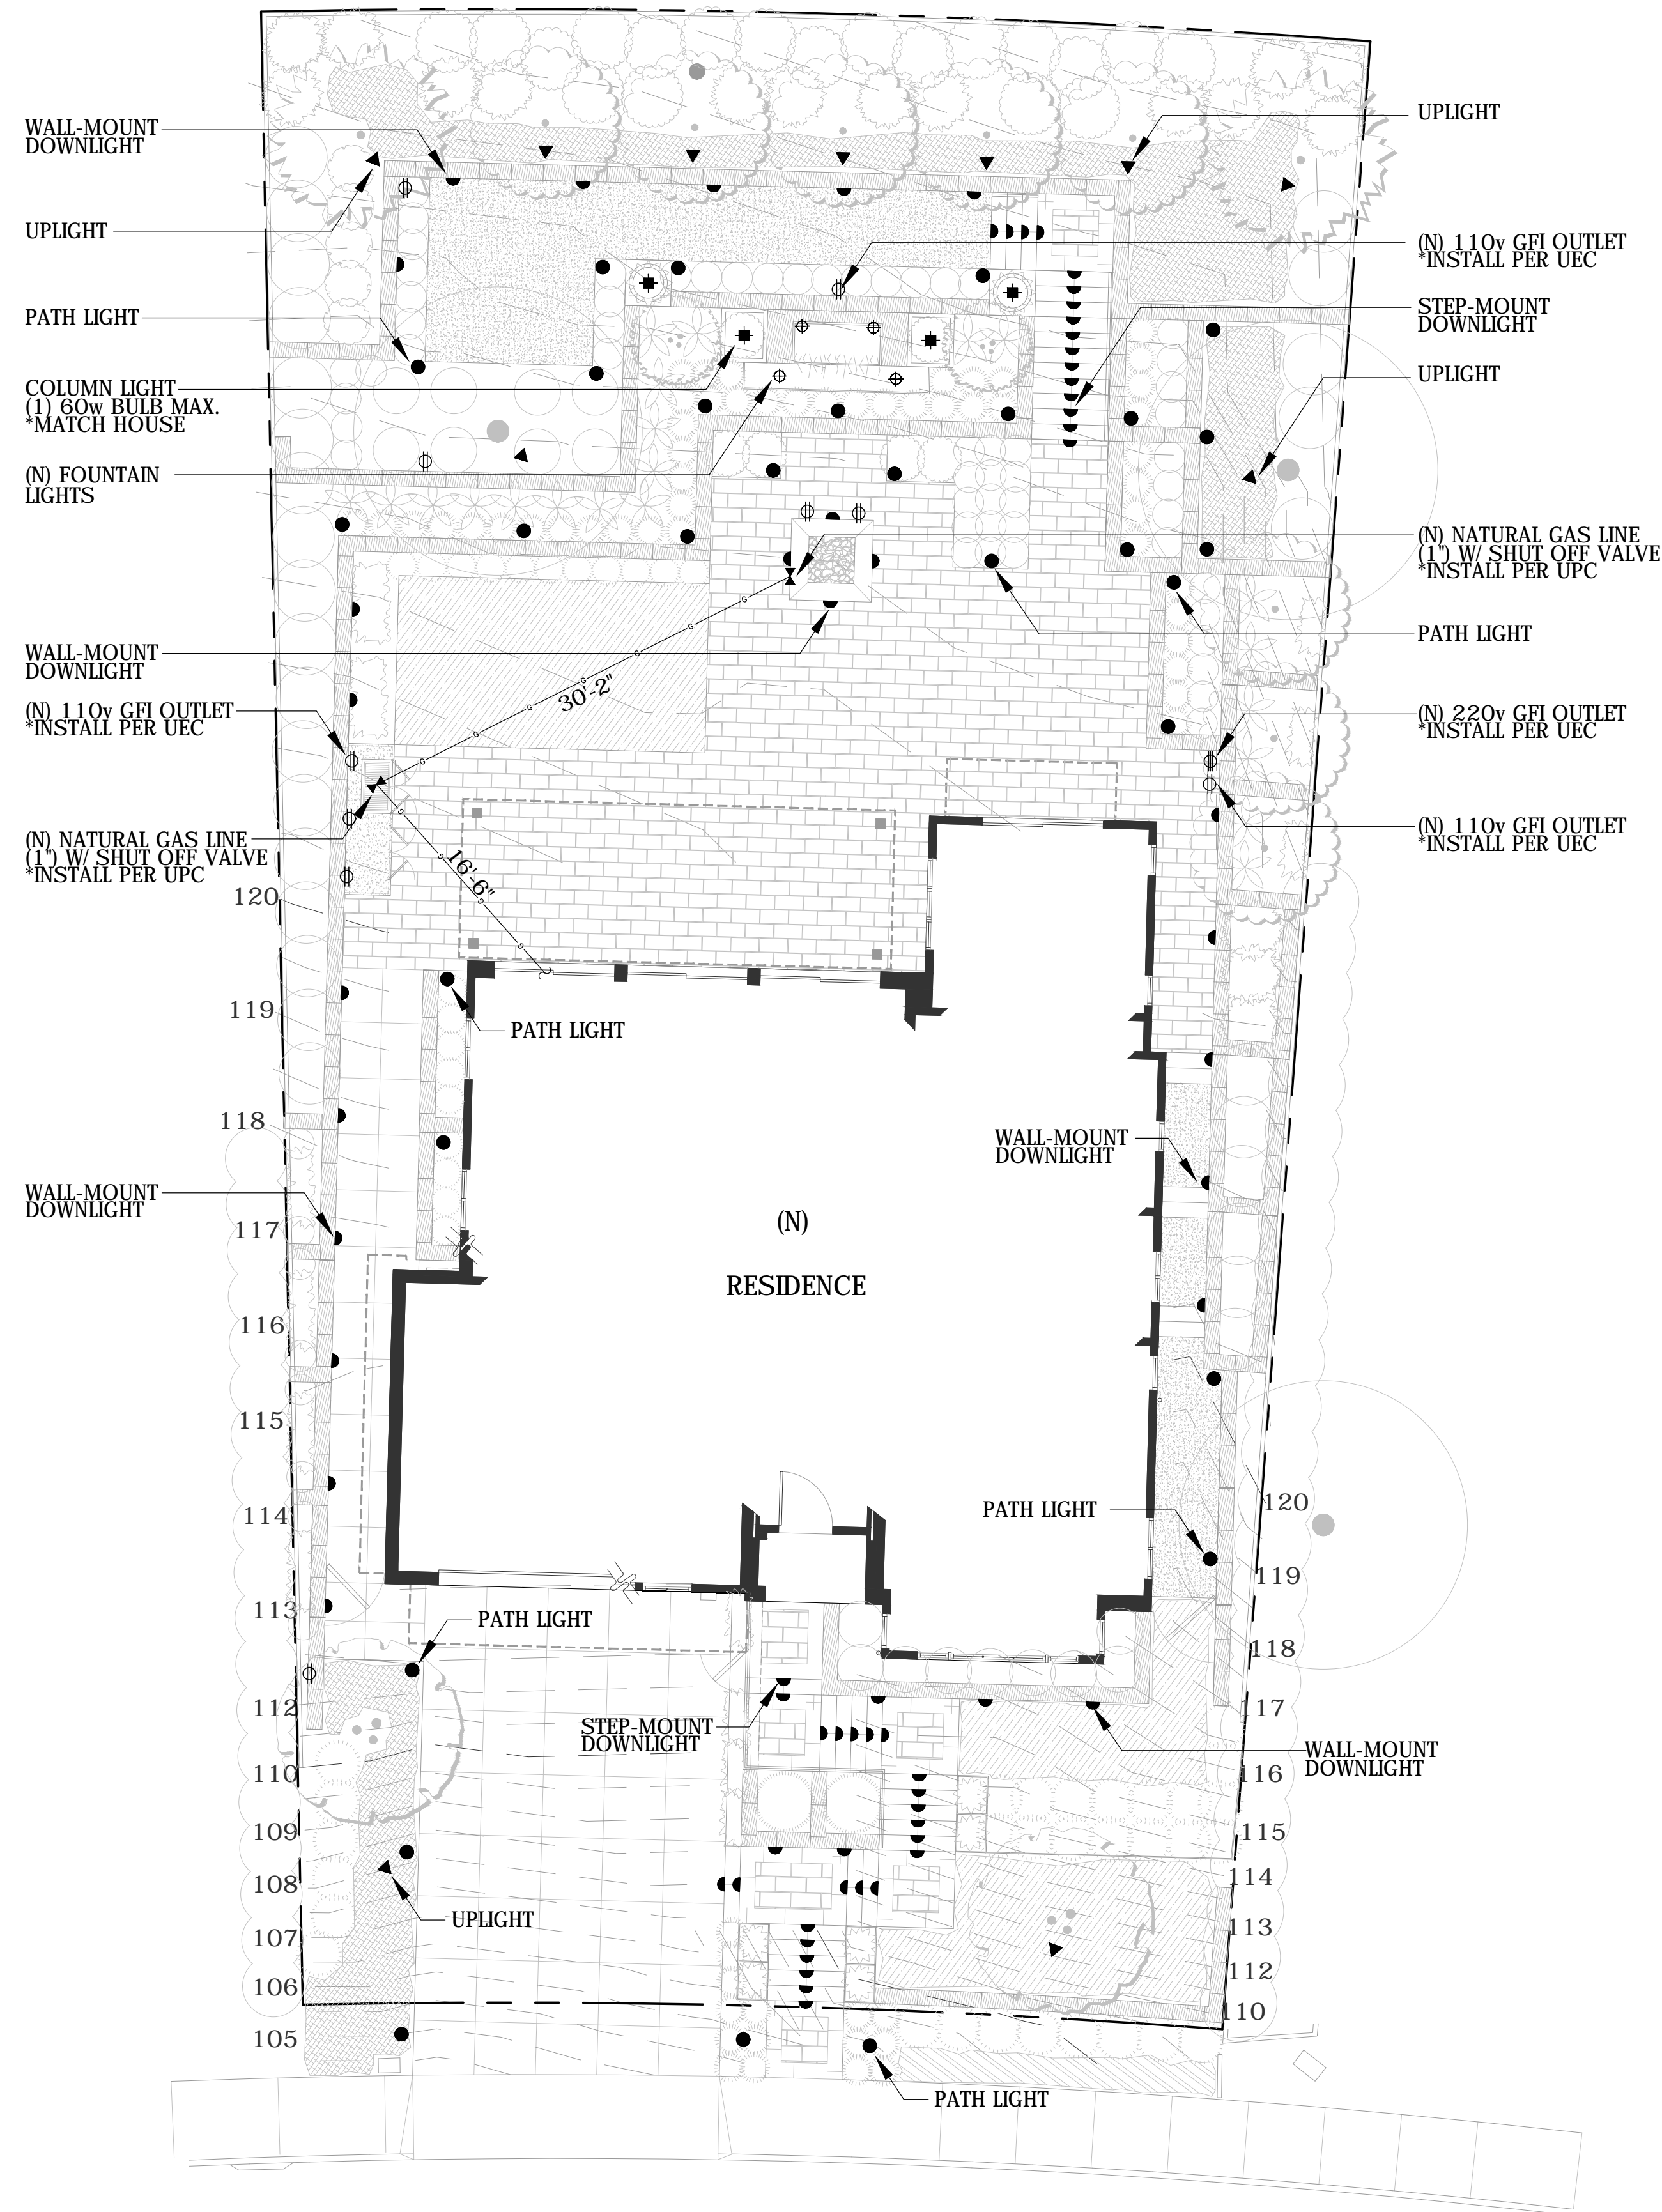 WALL-MOUNT
DOWNLIGHT
UPLIGHT
PATH LIGHT
COLUMN LIGHT
(1) 60w BULB MAX.
*MATCH HOUSE
(N) FOUNTAIN
LIGHTS
WALL-MOUNT
DOWNLIGHT
(N) 110v GFI OUTLET
*INSTALL PER UEC
(N) NATURAL GAS LINE
(1") W/ SHUT OFF VALVE
*INSTALL PER UPC
UPLIGHT
(N) 110v GFI OUTLET
*INSTALL PER UEC
STEP-MOUNT
DOWNLIGHT
UPLIGHT
(N) NATURAL GAS LINE
(1") W/ SHUT OFF VALVE
*INSTALL PER UPC
PATH LIGHT
(N) 220v GFI OUTLET
*INSTALL PER UEC
(N) 110v GFI OUTLET
*INSTALL PER UEC
G
G
G
G
G
G
30'-2"
G
G
G
G
16'-6"
120
119
118
117
116
115
114
113
112
110
109
108
107
106
105
WALL-MOUNT
DOWNLIGHT
PATH LIGHT
WALL-MOUNT
DOWNLIGHT
(N)
RESIDENCE
PATH LIGHT
PATH LIGHT
STEP-MOUNT
DOWNLIGHT
WALL-MOUNT
DOWNLIGHT
UPLIGHT
PATH LIGHT
120
119
118
117
116
115
114
113
112
110